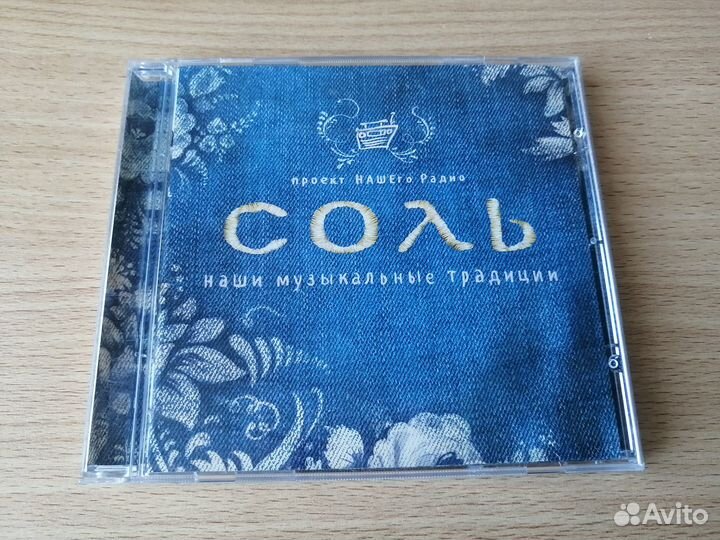 проект НАШЕго Радио
СОЛЬ
наши музыкальные традиции
Avito